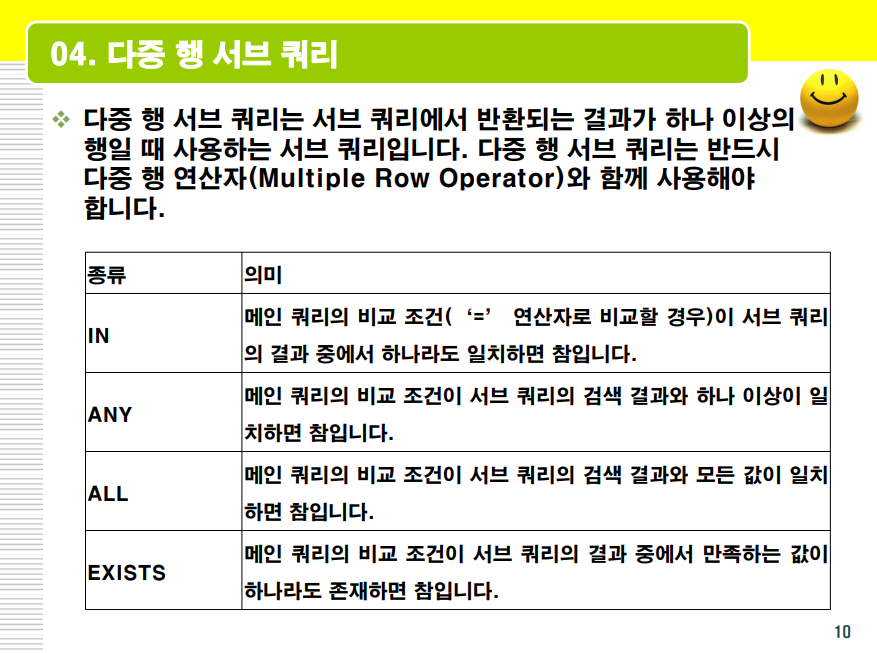 04. 다중 행 서브 쿼리
❖ 다중 행 서브 쿼리는 서브 쿼리에서 반환되는 결과가 하나 이상의
행일 때 사용하는 서브 쿼리입니다. 다중 행 서브 쿼리는 반드시
다중 행 연산자(Multiple Row Operator)와 함께 사용해야
합니다.
종류 의미
IN
메인 쿼리의 비교 조건( ‘=’ 연산자로 비교할 경우)이 서브 쿼리
의 결과 중에서 하나라도 일치하면 참입니다.
ANY
메인 쿼리의 비교 조건이 서브 쿼리의 검색 결과와 하나 이상이 일
치하면 참입니다.
ALL
메인 쿼리의 비교 조건이 서브 쿼리의 검색 결과와 모든 값이 일치
하면 참입니다.
EXISTS
메인 쿼리의 비교 조건이 서브 쿼리의 결과 중에서 만족하는 값이
하나라도 존재하면 참입니다.
10